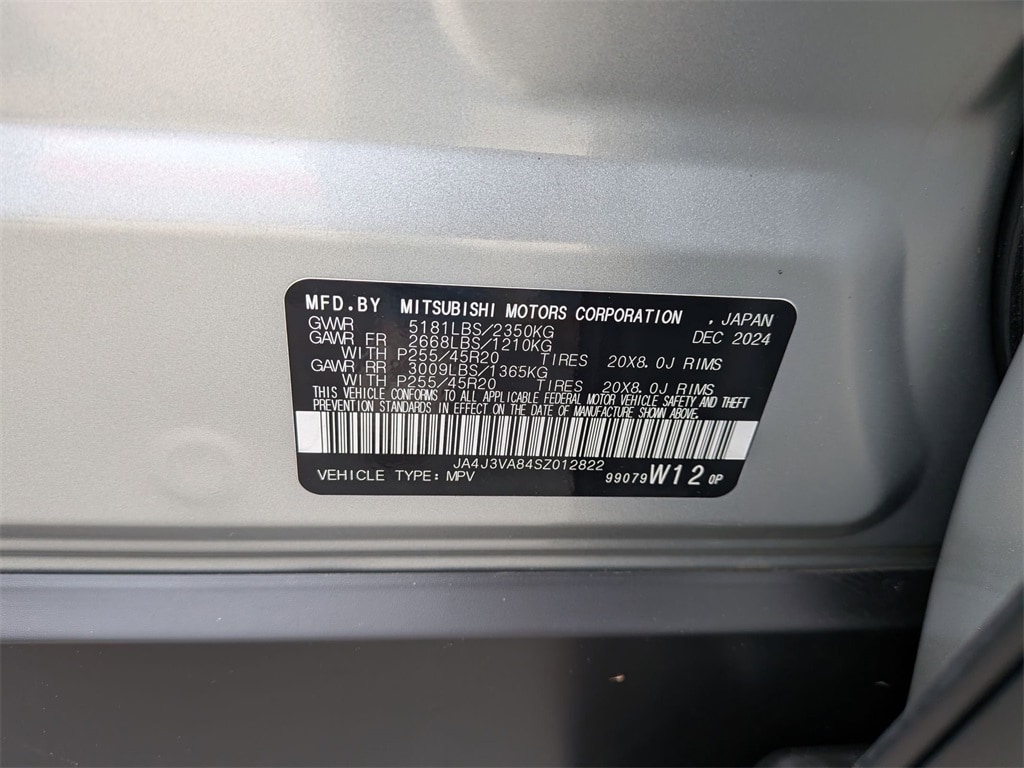 MFD.BY MITSUBISHI MOTORS CORPORATION , JAPAN
GVWR 5181LBS/2350KG DEC 2024
GAWR FR 2668LBS/1210KG
WITH P255/45R20 TIRES 20X8.0J RIMS
GAWR RR 3009LBS/1365KG
WITH P255/45R20 TIRES 20X8.0J RIMS
THIS VEHICLE CONFORMS TO ALL APPLICABLE FEDERAL MOTOR VEHICLE SAFETY AND THEFT
PREVENTION STANDARDS IN EFFECT ON THE DATE OF MANUFACTURE SHOWN ABOVE.
JA4J3VA84SZ012822
VEHICLE TYPE: MPV 99079 W12 0P